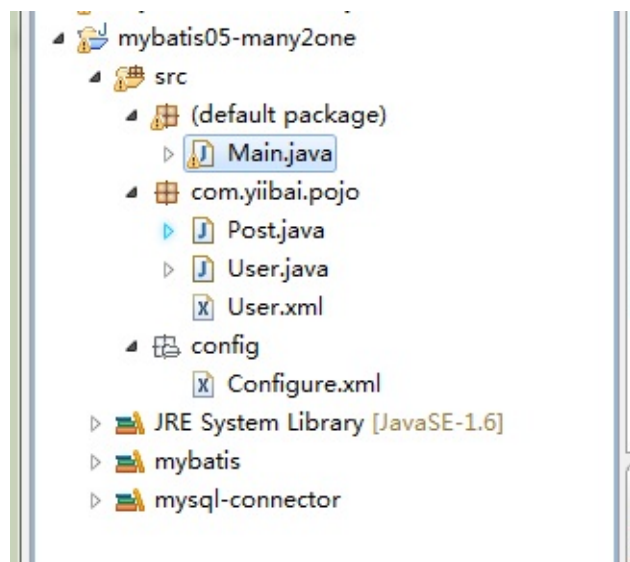 mybatis05-many2one
src
(default package)
Main.java
com.yiibai.pojo
Post.java
User.java
User.xml
config
Configure.xml
JRE System Library [JavaSE-1.6]
mybatis
mysql-connector